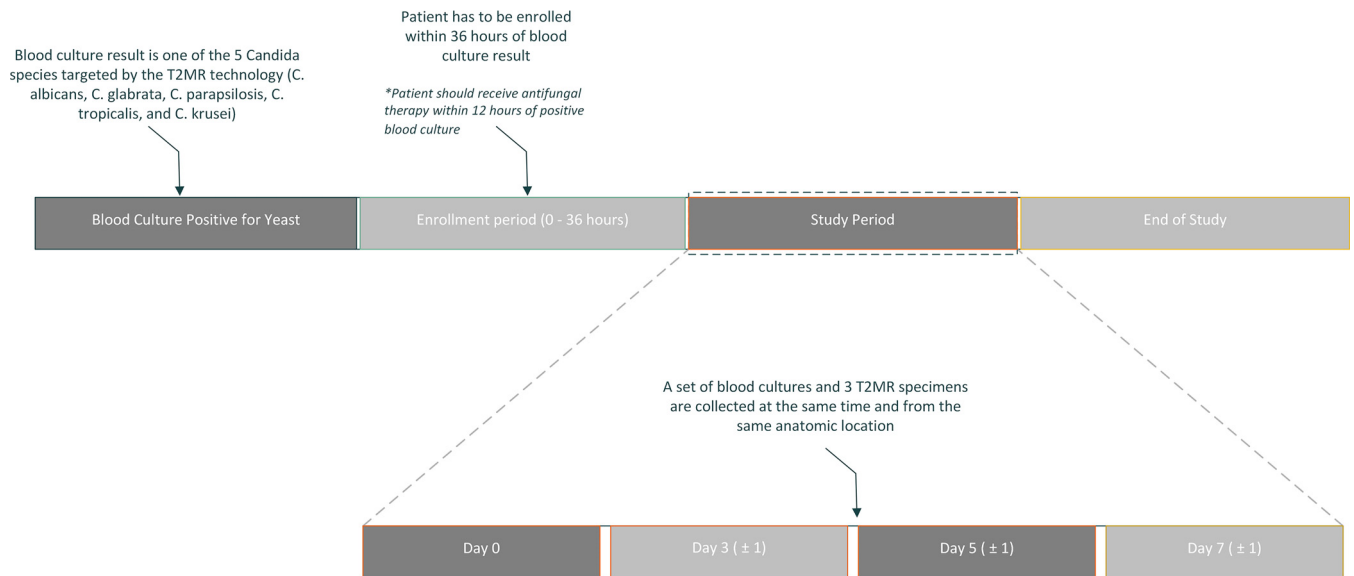 Patient has to be enrolled
within 36 hours of blood
culture result
Blood culture result is one of the 5 Candida
species targeted by the T2MR technology (C.
albicans, C. glabrata, C. parapsilosis, C.
tropicalis, and C. krusei)
*Patient should receive antifungal
therapy within 12 hours of positive
blood culture
Blood Culture Positive for Yeast
Enrollment period (0 - 36 hours)
Study Period
End of Study
A set of blood cultures and 3 T2MR specimens
are collected at the same time and from the
same anatomic location
Day 0
Day 3 ( ± 1)
Day 5 ( ± 1)
Day 7 ( ± 1)